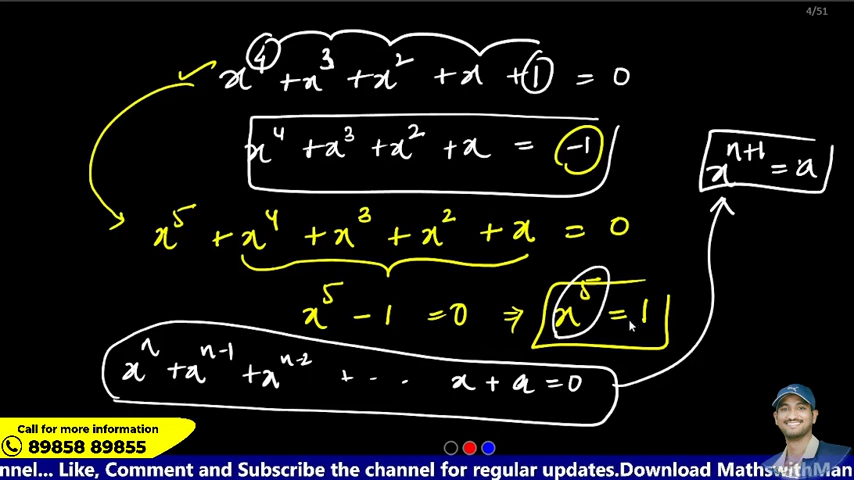 4/51
x⁴ + x³ + x² + x + 1 = 0
x⁴ + x³ + x² + x = -1
xⁿ⁺¹ = a
x⁵ + x⁴ + x³ + x² + x = 0
x⁵ - 1 = 0 ⇒ x⁵ = 1
xⁿ + xⁿ⁻¹ + xⁿ⁻² + ... x + a = 0
Call for more information
89858 89855
nnel... Like, Comment and Subscribe the channel for regular updates.Download MathswithMan